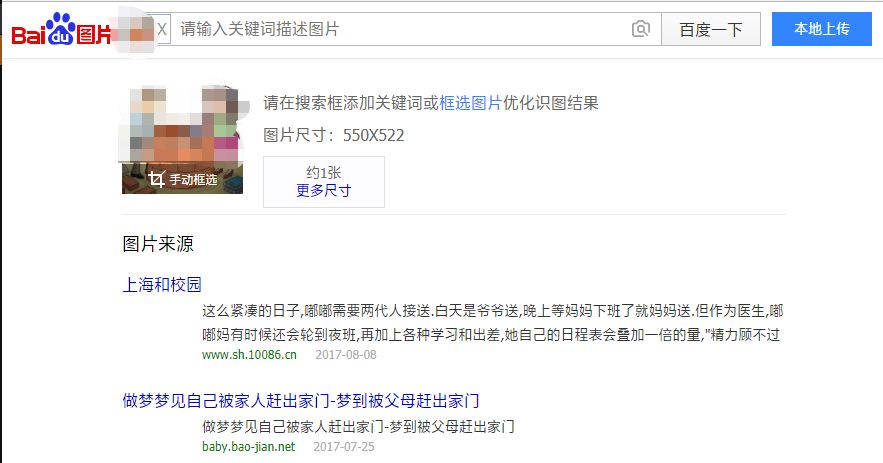 Bai du 图片
X
请输入关键词描述图片
百度一下
本地上传
请在搜索框添加关键词或框选图片优化识图结果
图片尺寸：550X522
手动框选
约1张
更多尺寸
图片来源
上海和校园
这么紧凑的日子,嘟嘟需要两代人接送.白天是爷爷送,晚上等妈妈下班了就妈妈送.但作为医生,嘟
嘟妈有时候还会轮到夜班,再加上各种学习和出差,她自己的日程表会叠加一倍的量,"精力顾不过
www.sh.10086.cn 2017-08-08
做梦梦见自己被家人赶出家门-梦到被父母赶出家门
做梦梦见自己被家人赶出家门-梦到被父母赶出家门
baby.bao-jian.net 2017-07-25